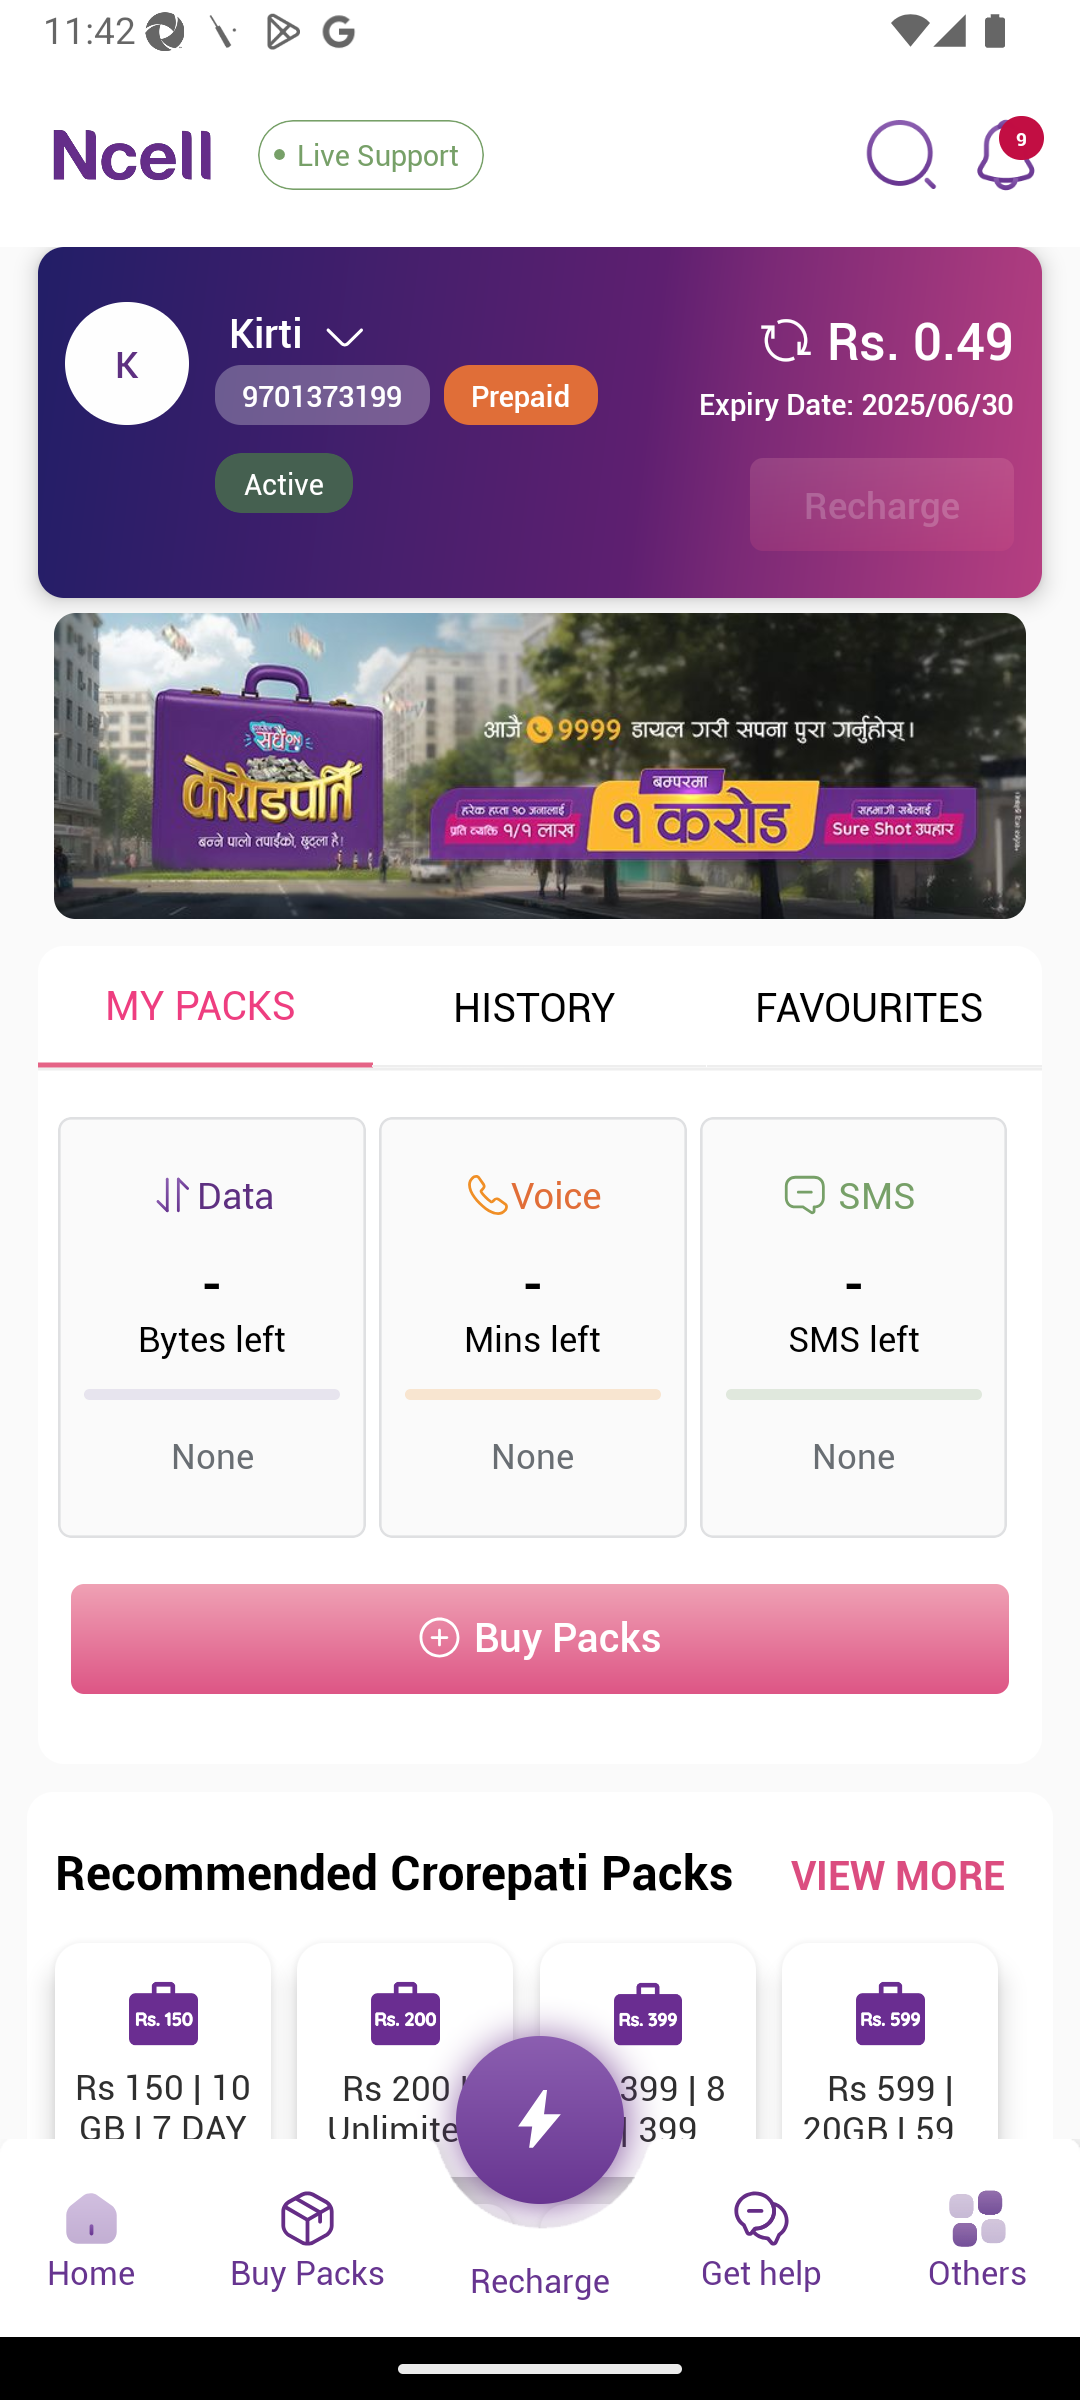 11:42
Ncell
Live Support
9
K
Kirti
Rs. 0.49
9701373199
Prepaid
Expiry Date: 2025/06/30
Active
Recharge
करोडपति
बन्ने पालो तपाईंको, छुट्ला है!
आजै 9999 डायल गरी सपना पुरा गर्नुहोस्।
बम्परमा
१ करोड
हरेक हप्ता १० जनालाई
प्रति व्यक्ति १/१ लाख
सहभागी सबैलाई
Sure Shot उपहार
MY PACKS
HISTORY
FAVOURITES
Data
Voice
SMS
-
-
-
Bytes left
Mins left
SMS left
None
None
None
Buy Packs
Recommended Crorepati Packs
VIEW MORE
Rs. 150
Rs. 200
Rs. 399
Rs. 599
Rs 150 | 10
GB | 7 DAY
Rs 200
Unlimite
399 | 8
| 399
Rs 599 |
20GB | 59
Home
Buy Packs
Recharge
Get help
Others